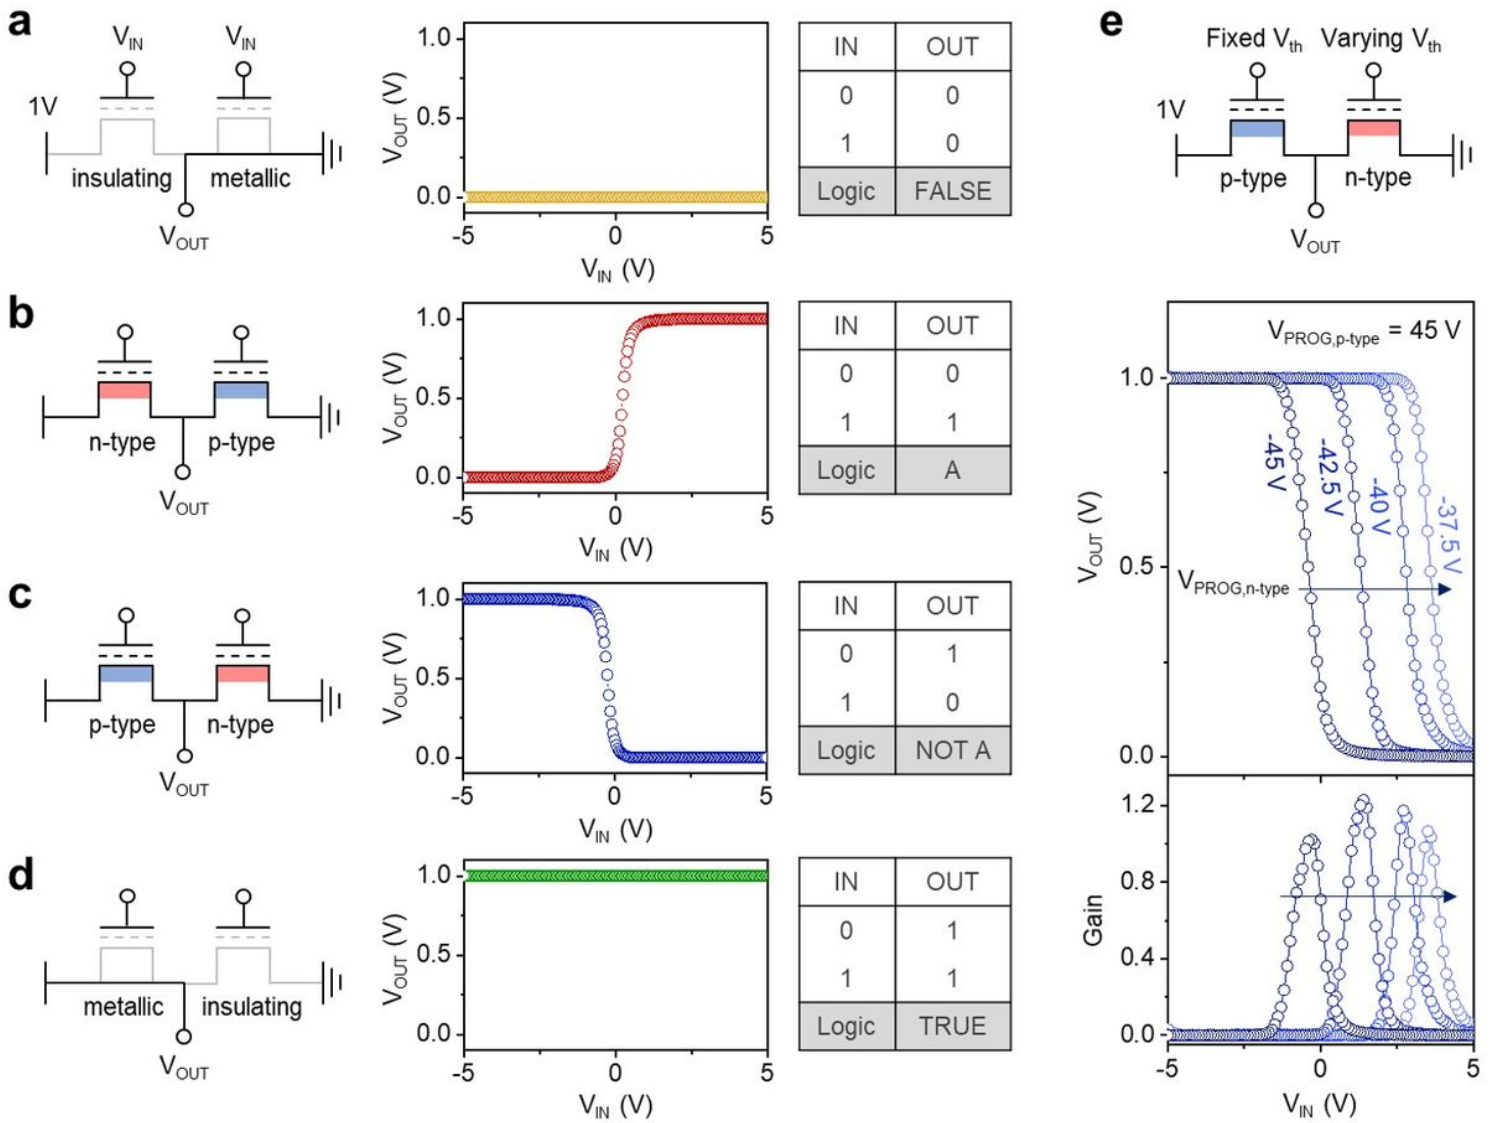 a
V_IN V_IN
1V
insulating metallic
V_OUT
V_OUT (V)
1.0
0.5
0.0
-5 0 5
V_IN (V)
IN OUT
0 0
1 0
Logic FALSE
b
n-type p-type
V_OUT
V_OUT (V)
1.0
0.5
0.0
-5 0 5
V_IN (V)
IN OUT
0 0
1 1
Logic A
c
p-type n-type
V_OUT
V_OUT (V)
1.0
0.5
0.0
-5 0 5
V_IN (V)
IN OUT
0 1
1 0
Logic NOT A
d
metallic insulating
V_OUT
V_OUT (V)
1.0
0.5
0.0
-5 0 5
V_IN (V)
IN OUT
0 1
1 1
Logic TRUE
e
Fixed V_th Varying V_th
1V
p-type n-type
V_OUT
V_PROG,p-type = 45 V
V_OUT (V)
1.0
0.5
0.0
-45 V
-42.5 V
-40 V
-37.5 V
V_PROG,n-type
Gain
1.2
0.8
0.4
0.0
-5 0 5
V_IN (V)